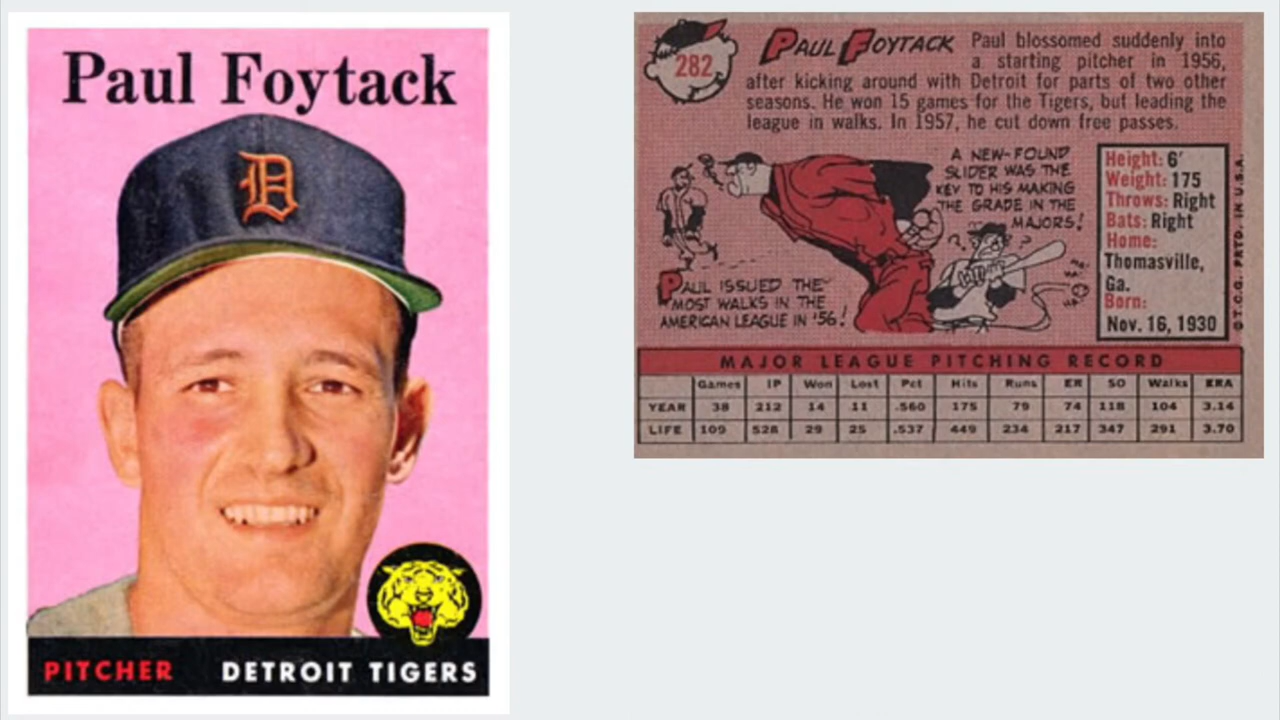 Paul Foytack
D
PITCHER DETROIT TIGERS
282
PAUL FOYTACK
Paul blossomed suddenly into
a starting pitcher in 1956,
after kicking around with Detroit for parts of two other
seasons. He won 15 games for the Tigers, but leading the
league in walks. In 1957, he cut down free passes.
A NEW-FOUND
SLIDER WAS THE
KEY TO HIS MAKING
THE GRADE IN THE
MAJORS!
PAUL ISSUED THE
MOST WALKS IN THE
AMERICAN LEAGUE IN '56!
? ?
Height: 6'
Weight: 175
Throws: Right
Bats: Right
Home:
Thomasville,
Ga.
Born:
Nov. 16, 1930
© T.C.G. PRTD. IN U.S.A.
MAJOR LEAGUE PITCHING RECORD
Games IP Won Lost Pct Hits Runs ER SO Walks ERA
YEAR 38 212 14 11 .560 175 79 74 118 104 3.14
LIFE 109 528 29 25 .537 449 234 217 347 291 3.70